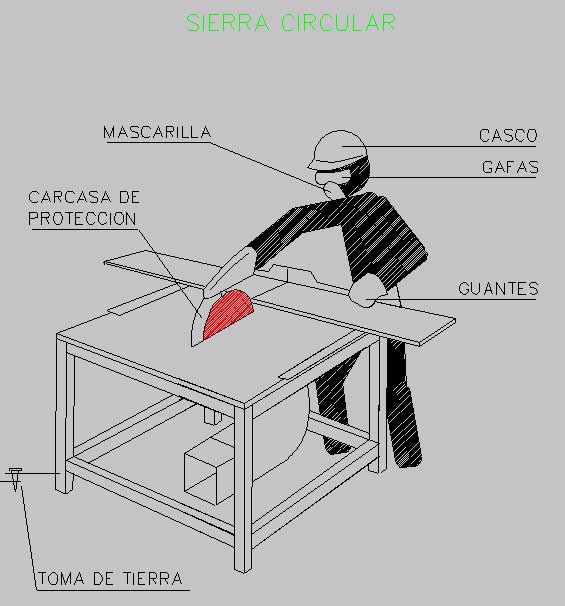 SIERRA CIRCULAR
MASCARILLA
CASCO
GAFAS
CARCASA DE
PROTECCION
GUANTES
TOMA DE TIERRA